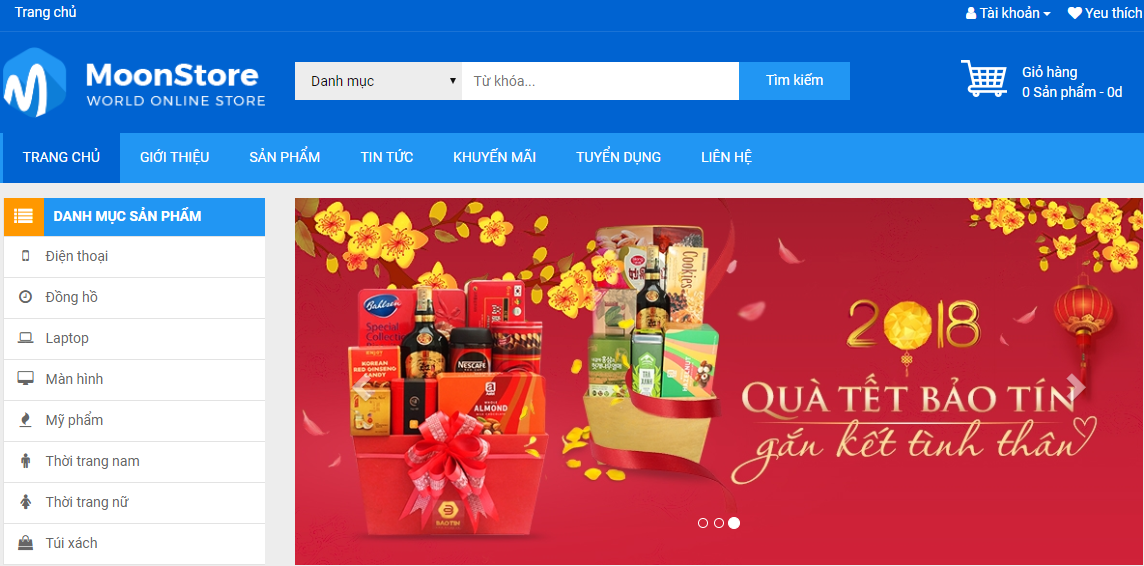 Trang chủ
Tài khoản
Yeu thích
MoonStore
WORLD ONLINE STORE
Danh mục
Từ khóa...
Tìm kiếm
Giỏ hàng
0 Sản phẩm - 0đ
TRANG CHỦ
GIỚI THIỆU
SẢN PHẨM
TIN TỨC
KHUYẾN MÃI
TUYỂN DỤNG
LIÊN HỆ
DANH MỤC SẢN PHẨM
Điện thoại
Đồng hồ
Laptop
Màn hình
Mỹ phẩm
Thời trang nam
Thời trang nữ
Túi xách
Bahlsen
Special
Collection
KOREAN
RED GINSENG
CANDY
NESCAFÉ
ALMOND
BAO TIN
Cookies
2018
QUÀ TẾT BẢO TÍN
gắn kết tình thân